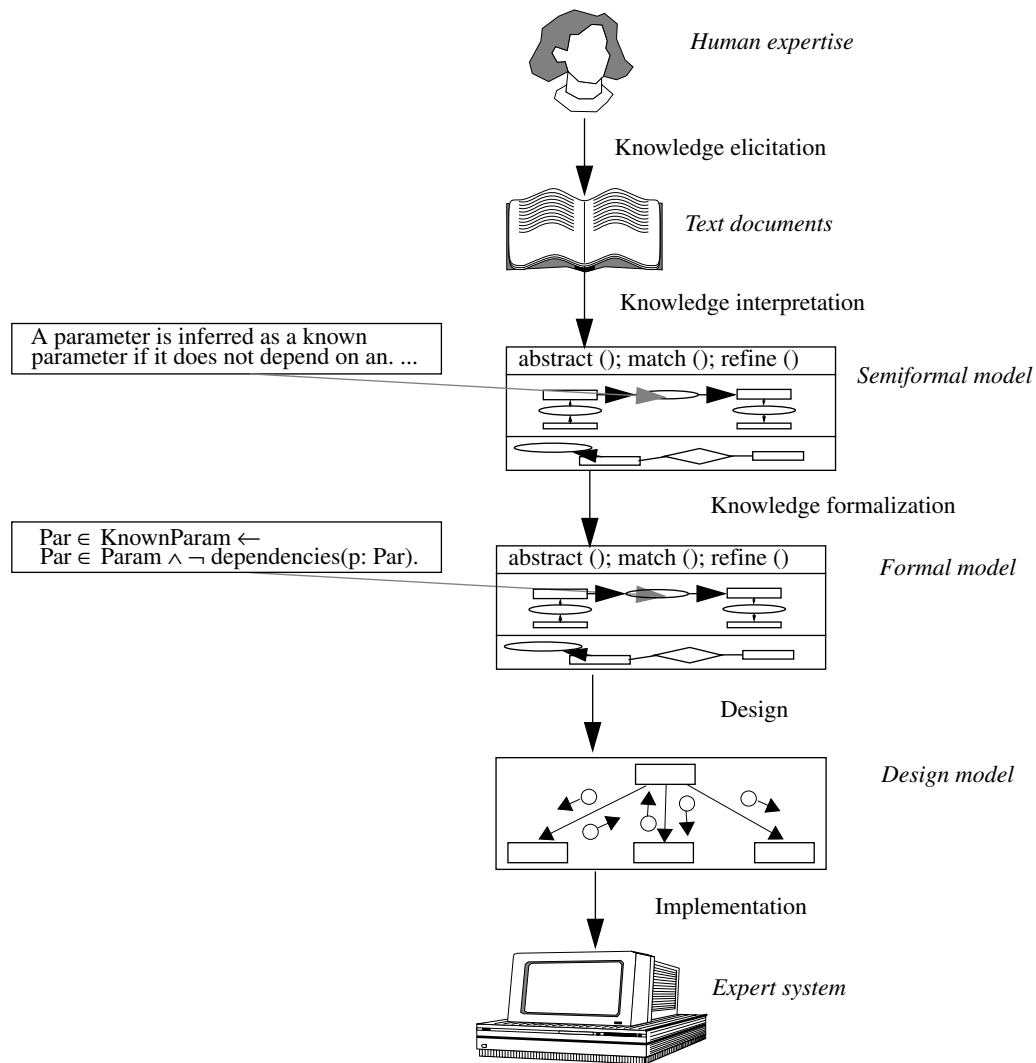 Human expertise
Knowledge elicitation
Text documents
Knowledge interpretation
A parameter is inferred as a known
parameter if it does not depend on an. ...
abstract (); match (); refine ()
Semiformal model
Knowledge formalization
Par ∈ KnownParam ←
Par ∈ Param ∧ ¬ dependencies(p: Par).
abstract (); match (); refine ()
Formal model
Design
Design model
Implementation
Expert system